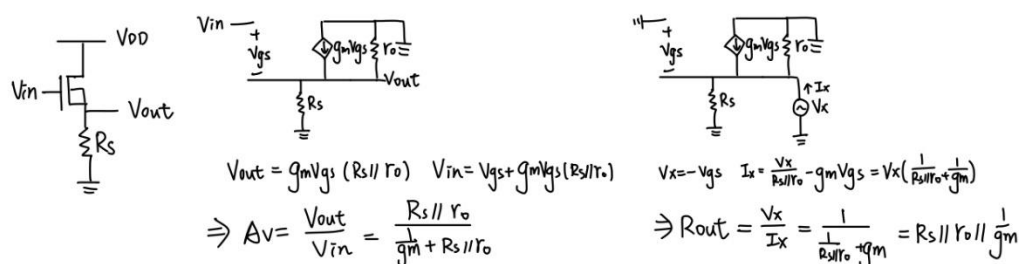 VDD
Vin
Vout
Rs
Vin
+
Vgs
-
gmVgs
ro
Vout
Rs
+
Vgs
-
gmVgs
ro
Ix
Rs
Vx
Vout = gmVgs (Rs//ro) Vin = Vgs + gmVgs(Rs//ro)
⇒ Av = Vout/Vin = (Rs//ro)/(1/gm + Rs//ro)
Vx = -Vgs Ix = Vx/(Rs//ro) - gmVgs = Vx(1/(Rs//ro) + 1/gm)
⇒ Rout = Vx/Ix = 1/(1/(Rs//ro) + gm) = Rs//ro//1/gm